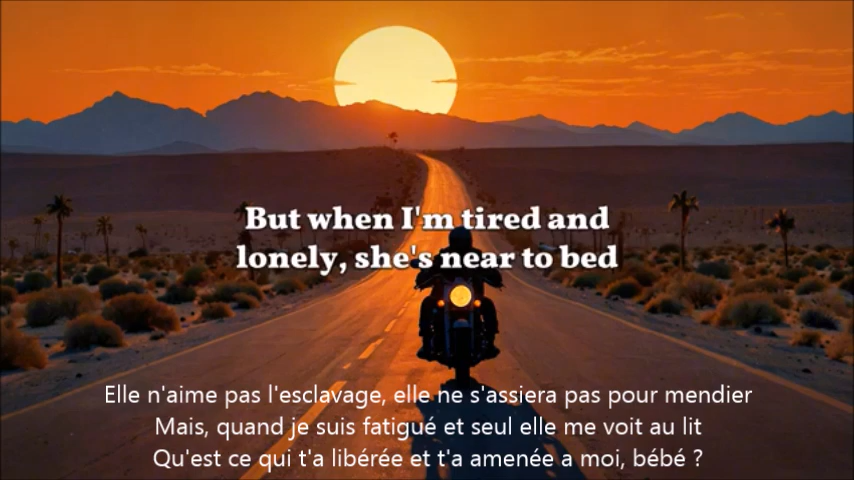 But when I'm tired and
lonely, she's near to bed
Elle n'aime pas l'esclavage, elle ne s'assiera pas pour mendier
Mais, quand je suis fatigué et seul elle me voit au lit
Qu'est ce qui t'a libérée et t'a amenée a moi, bébé ?